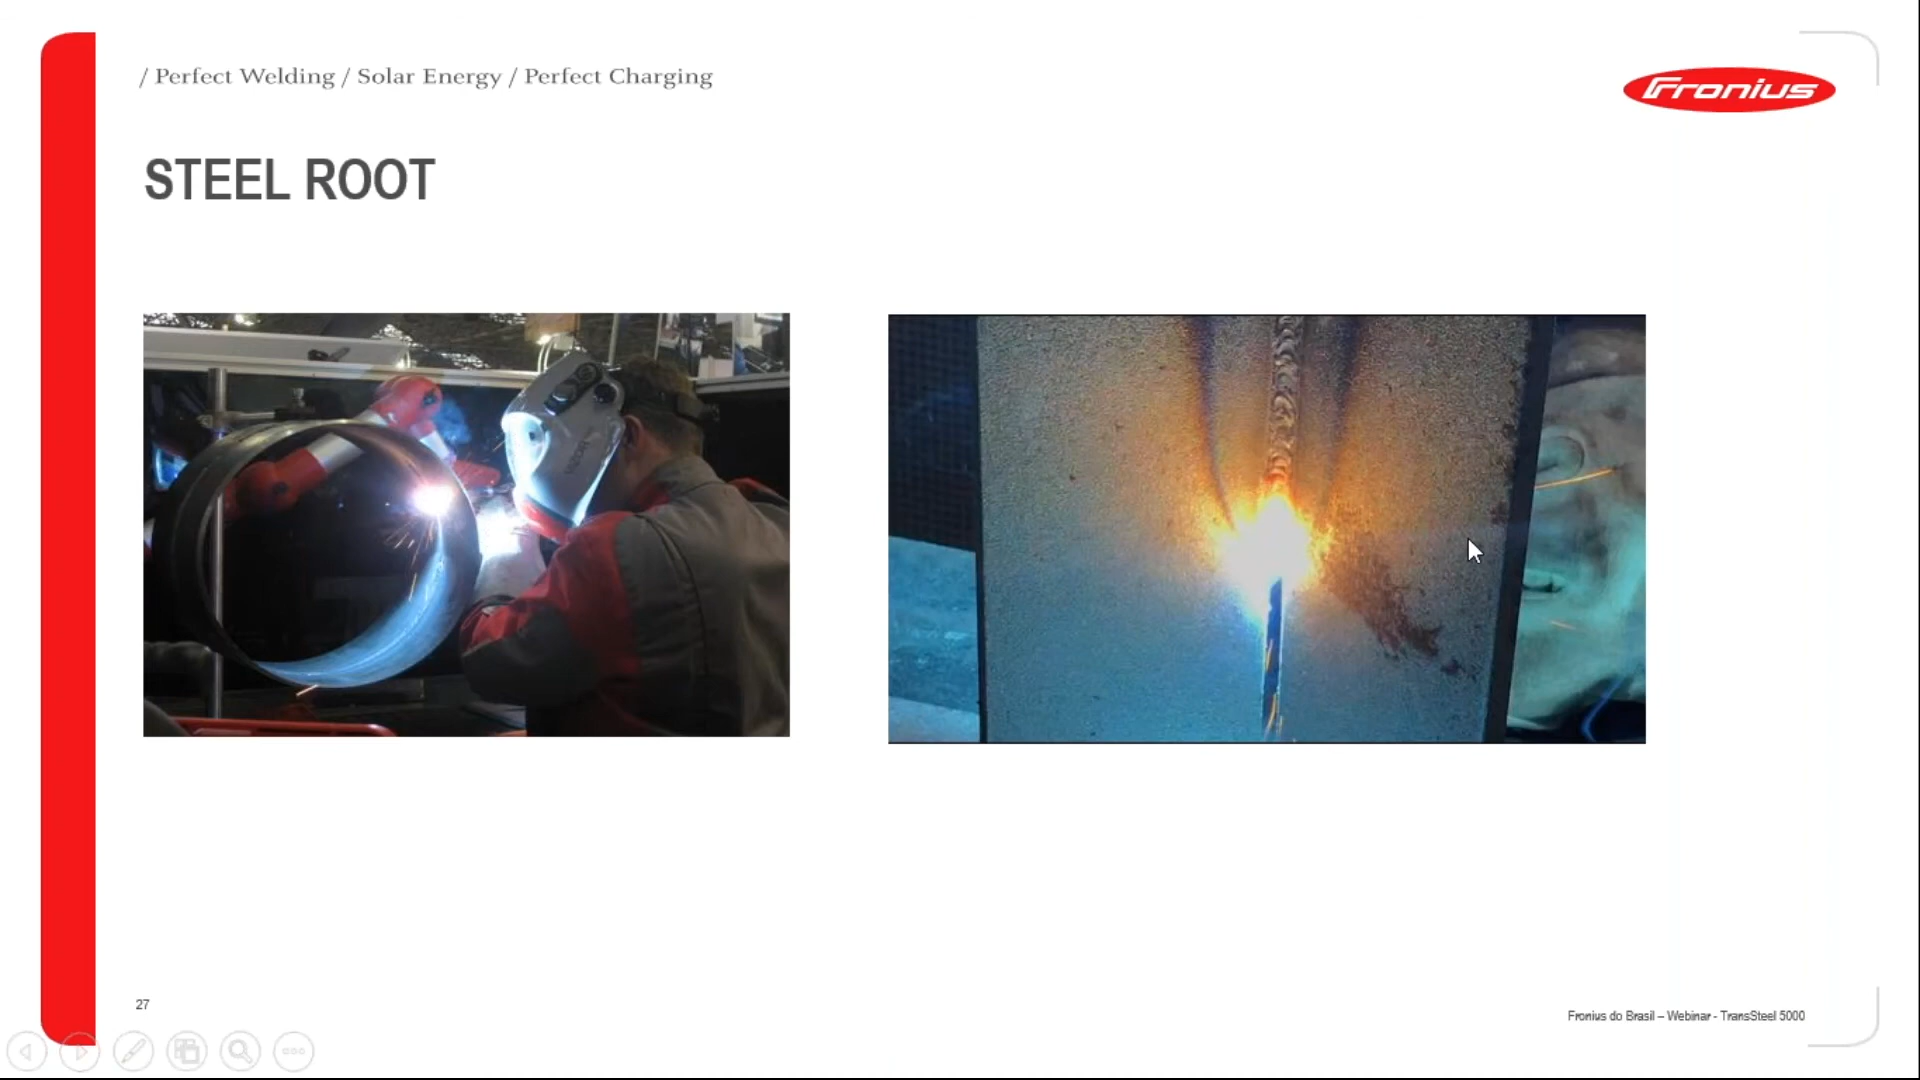 / Perfect Welding / Solar Energy / Perfect Charging
Fronius
STEEL ROOT
27
Fronius do Brasil – Webinar - TransSteel 5000